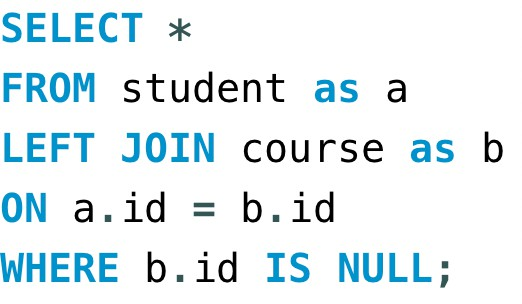 SELECT *
FROM student as a
LEFT JOIN course as b
ON a.id = b.id
WHERE b.id IS NULL;